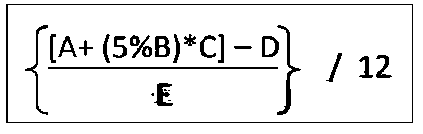 {[A+ (5%B)*C] – D
E} / 12